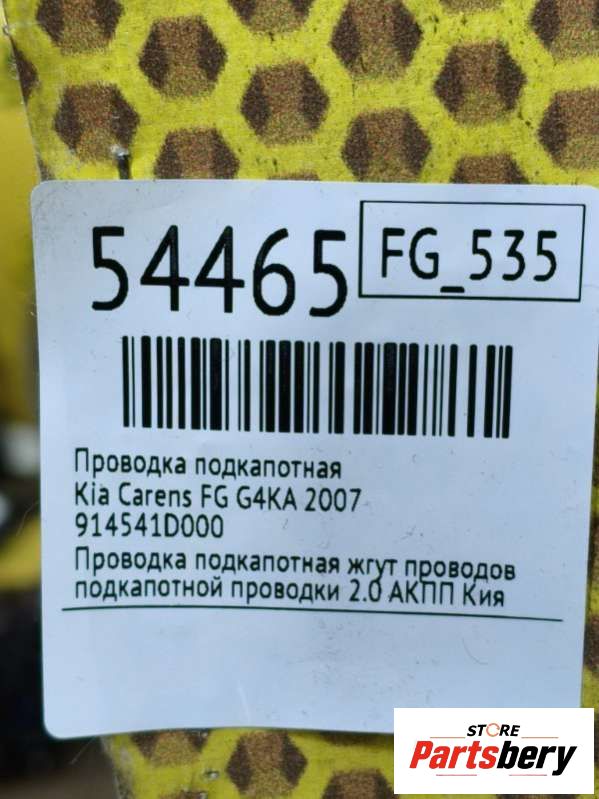 54465
FG_535
Проводка подкапотная
Kia Carens FG G4KA 2007
914541D000
Проводка подкапотная жгут проводов
подкапотной проводки 2.0 АКПП Кия
STORE
Partsbery